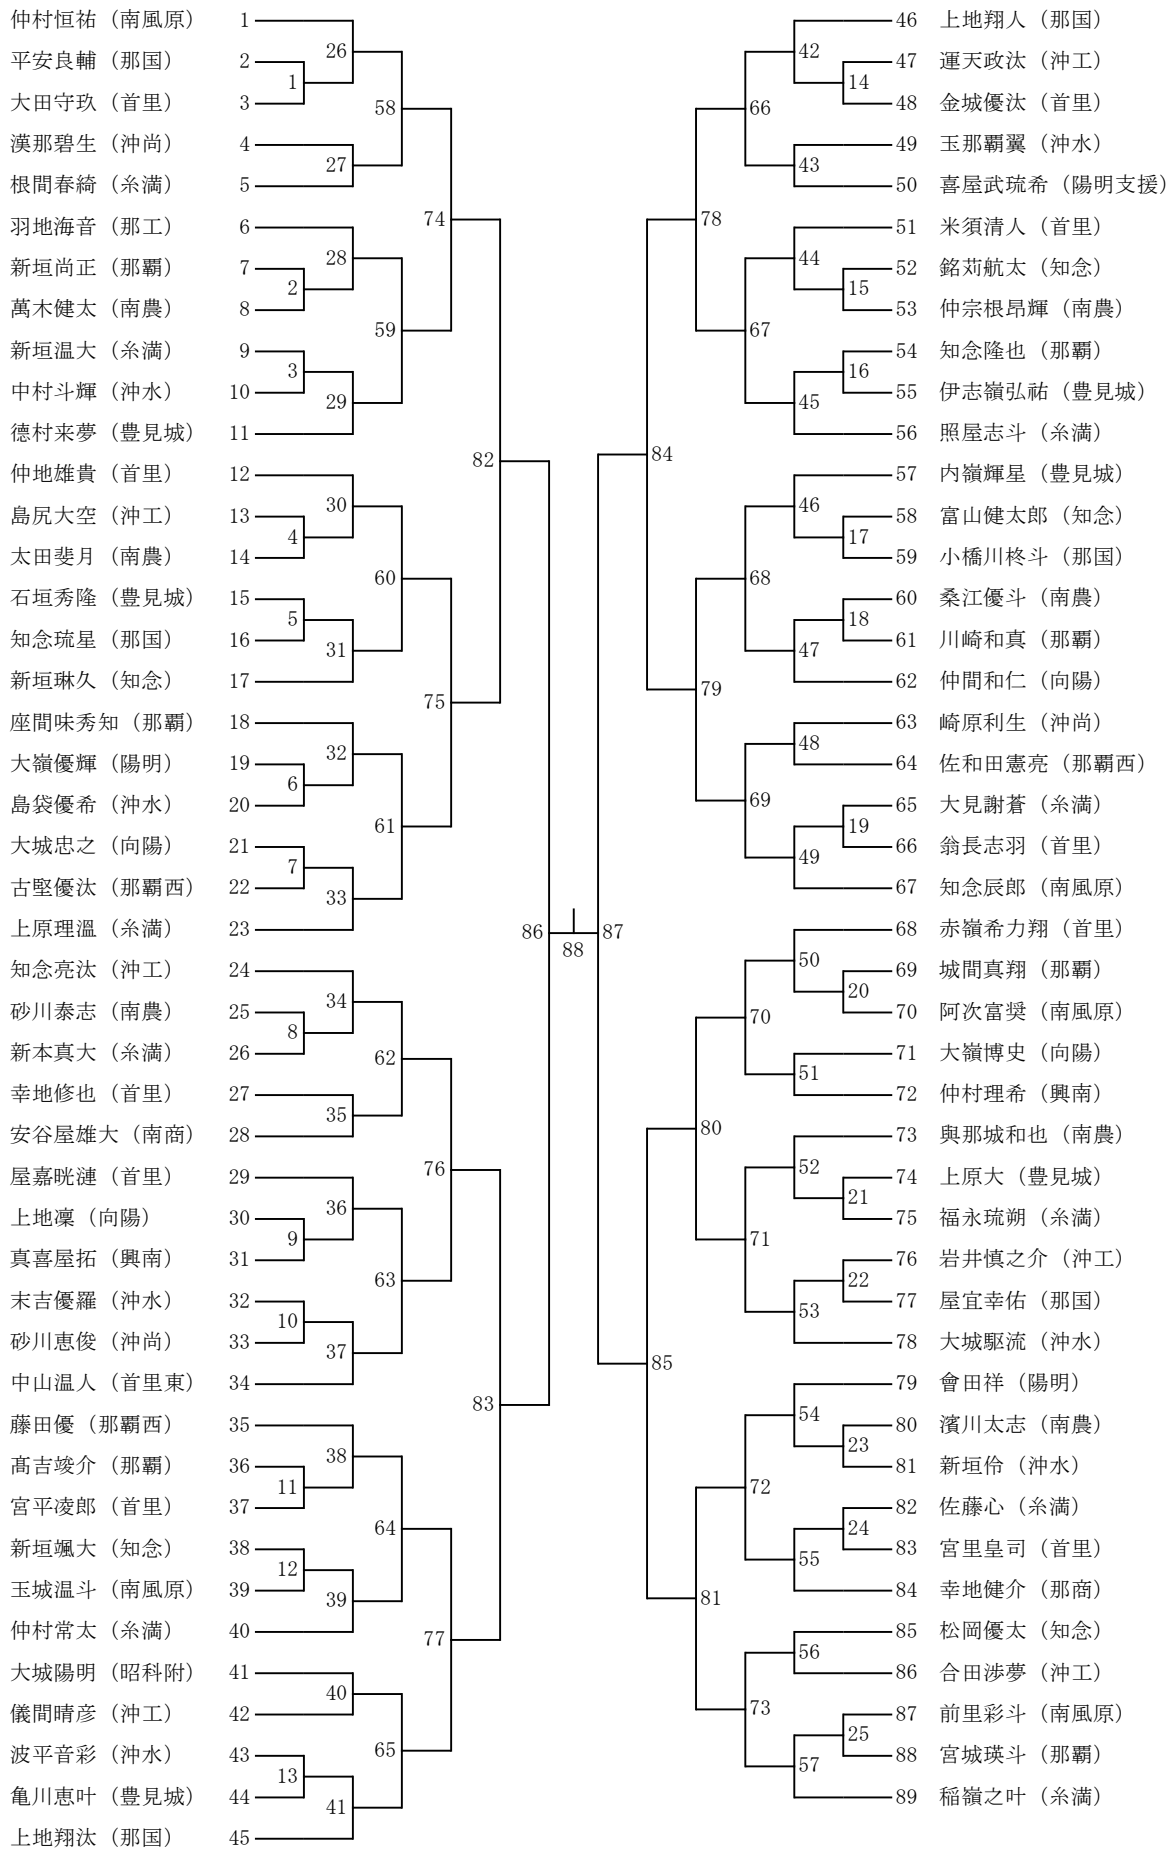 仲村恒祐（南風原） 1
平安良輔（那国） 2
大田守玖（首里） 3
漢那碧生（沖尚） 4
根間春綺（糸満） 5
羽地海音（那工） 6
新垣尚正（那覇） 7
萬木健太（南農） 8
新垣温大（糸満） 9
中村斗輝（沖水） 10
德村来夢（豊見城） 11
仲地雄貴（首里） 12
島尻大空（沖工） 13
太田斐月（南農） 14
石垣秀隆（豊見城） 15
知念琉星（那国） 16
新垣琳久（知念） 17
座間味秀知（那覇） 18
大嶺優輝（陽明） 19
島袋優希（沖水） 20
大城忠之（向陽） 21
古堅優汰（那覇西） 22
上原理溫（糸満） 23
知念亮汰（沖工） 24
砂川泰志（南農） 25
新本真大（糸満） 26
幸地修也（首里） 27
安谷屋雄大（南商） 28
屋嘉晄漣（首里） 29
上地凜（向陽） 30
真喜屋拓（興南） 31
末吉優羅（沖水） 32
砂川恵俊（沖尚） 33
中山温人（首里東） 34
藤田優（那覇西） 35
髙吉竣介（那覇） 36
宮平凌郎（首里） 37
新垣颯大（知念） 38
玉城温斗（南風原） 39
仲村常太（糸満） 40
大城陽明（昭科附） 41
儀間晴彦（沖工） 42
波平音彩（沖水） 43
亀川恵叶（豊見城） 44
上地翔汰（那国） 45
1
2
3
4
5
6
7
8
9
10
11
12
13
26
27
28
29
30
31
32
33
34
35
36
37
38
39
40
41
58
59
60
61
62
63
64
65
74
75
76
77
82
83
86
88
87
84
85
78
79
80
81
66
67
68
69
70
71
72
73
42
43
44
45
46
47
48
49
50
51
52
53
54
55
56
57
14
15
16
17
18
19
20
21
22
23
24
25
46 上地翔人（那国）
47 運天政汰（沖工）
48 金城優汰（首里）
49 玉那覇翼（沖水）
50 喜屋武琉希（陽明支援）
51 米須清人（首里）
52 銘苅航太（知念）
53 仲宗根昂輝（南農）
54 知念隆也（那覇）
55 伊志嶺弘祐（豊見城）
56 照屋志斗（糸満）
57 内嶺輝星（豊見城）
58 富山健太郎（知念）
59 小橋川柊斗（那国）
60 桑江優斗（南農）
61 川崎和真（那覇）
62 仲間和仁（向陽）
63 崎原利生（沖尚）
64 佐和田憲亮（那覇西）
65 大見謝蒼（糸満）
66 翁長志羽（首里）
67 知念辰郎（南風原）
68 赤嶺希力翔（首里）
69 城間真翔（那覇）
70 阿次富奨（南風原）
71 大嶺博史（向陽）
72 仲村理希（興南）
73 與那城和也（南農）
74 上原大（豊見城）
75 福永琉朔（糸満）
76 岩井慎之介（沖工）
77 屋宜幸佑（那国）
78 大城駆流（沖水）
79 會田祥（陽明）
80 濱川太志（南農）
81 新垣伶（沖水）
82 佐藤心（糸満）
83 宮里皇司（首里）
84 幸地健介（那商）
85 松岡優太（知念）
86 合田渉夢（沖工）
87 前里彩斗（南風原）
88 宮城瑛斗（那覇）
89 稲嶺之叶（糸満）